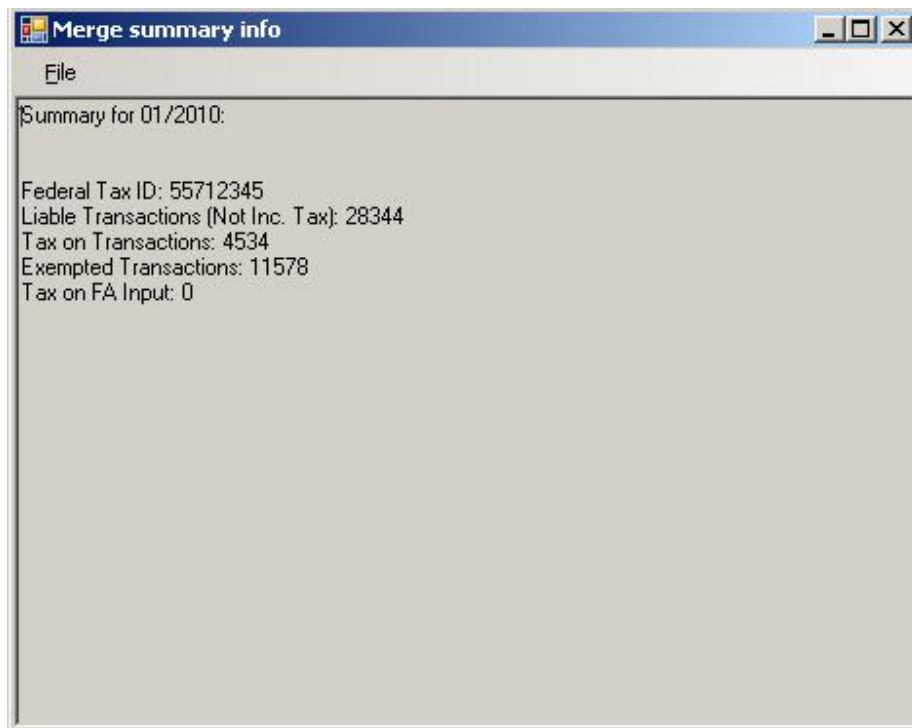 Merge summary info
File
Summary for 01/2010:
Federal Tax ID: 55712345
Liable Transactions (Not Inc. Tax): 28344
Tax on Transactions: 4534
Exempted Transactions: 11578
Tax on FA Input: 0